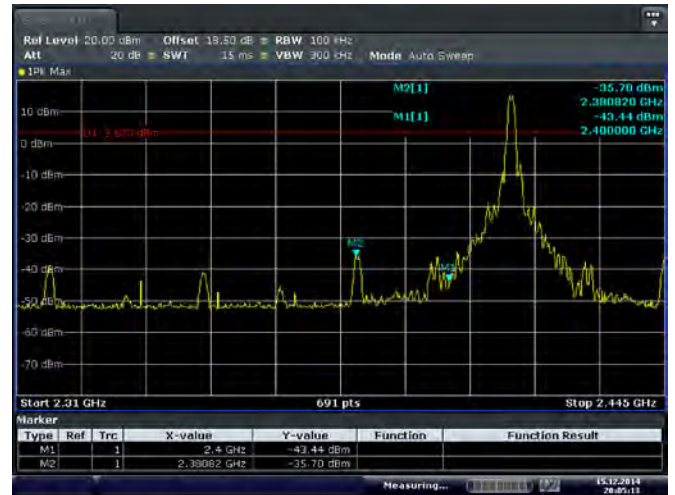 Ref Level 20.00 dBm Offset 18.50 dB RBW 100 kHz
Att 20 dB SWT 15 ms VBW 300 kHz Mode Auto Sweep
1Pk Max
M2[1] -35.70 dBm
2.380820 GHz
M1[1] -43.44 dBm
2.400000 GHz
10 dBm
0 dBm
-10 dBm
-20 dBm
-30 dBm
M2
-40 dBm
M1
-50 dBm
-60 dBm
-70 dBm
Start 2.31 GHz 691 pts Stop 2.445 GHz
Marker
Type Ref Trc X-value Y-value Function Function Result
M1 1 2.4 GHz -43.44 dBm
M2 1 2.38082 GHz -35.70 dBm
Measuring... 15.12.2014
20:05:13